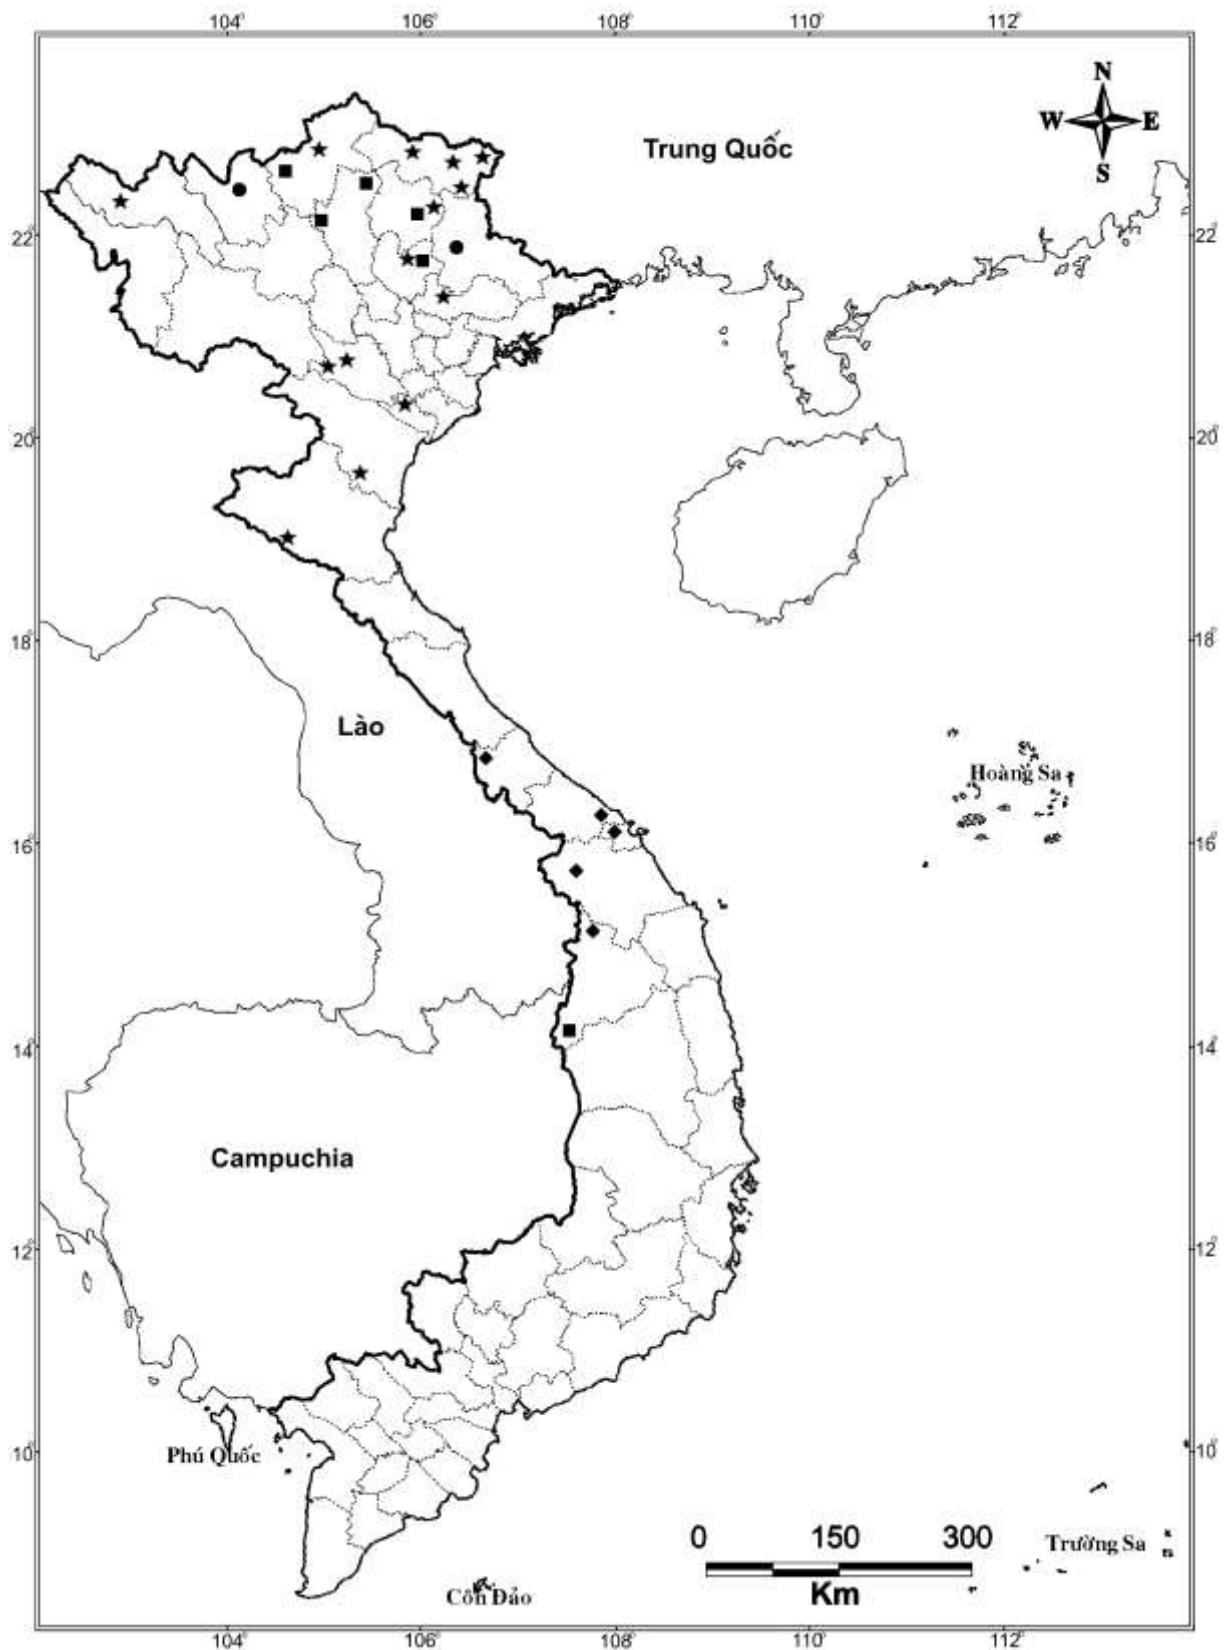 104° 106° 108° 110° 112°
N
W E
S
Trung Quốc
22° 22°
20° 20°
18° 18°
Lào
Hoàng Sa
16° 16°
14° 14°
Campuchia
12° 12°
10° 10°
Phú Quốc
0 150 300
Km
Trường Sa
Côn Đảo
104° 106° 108° 110° 112°